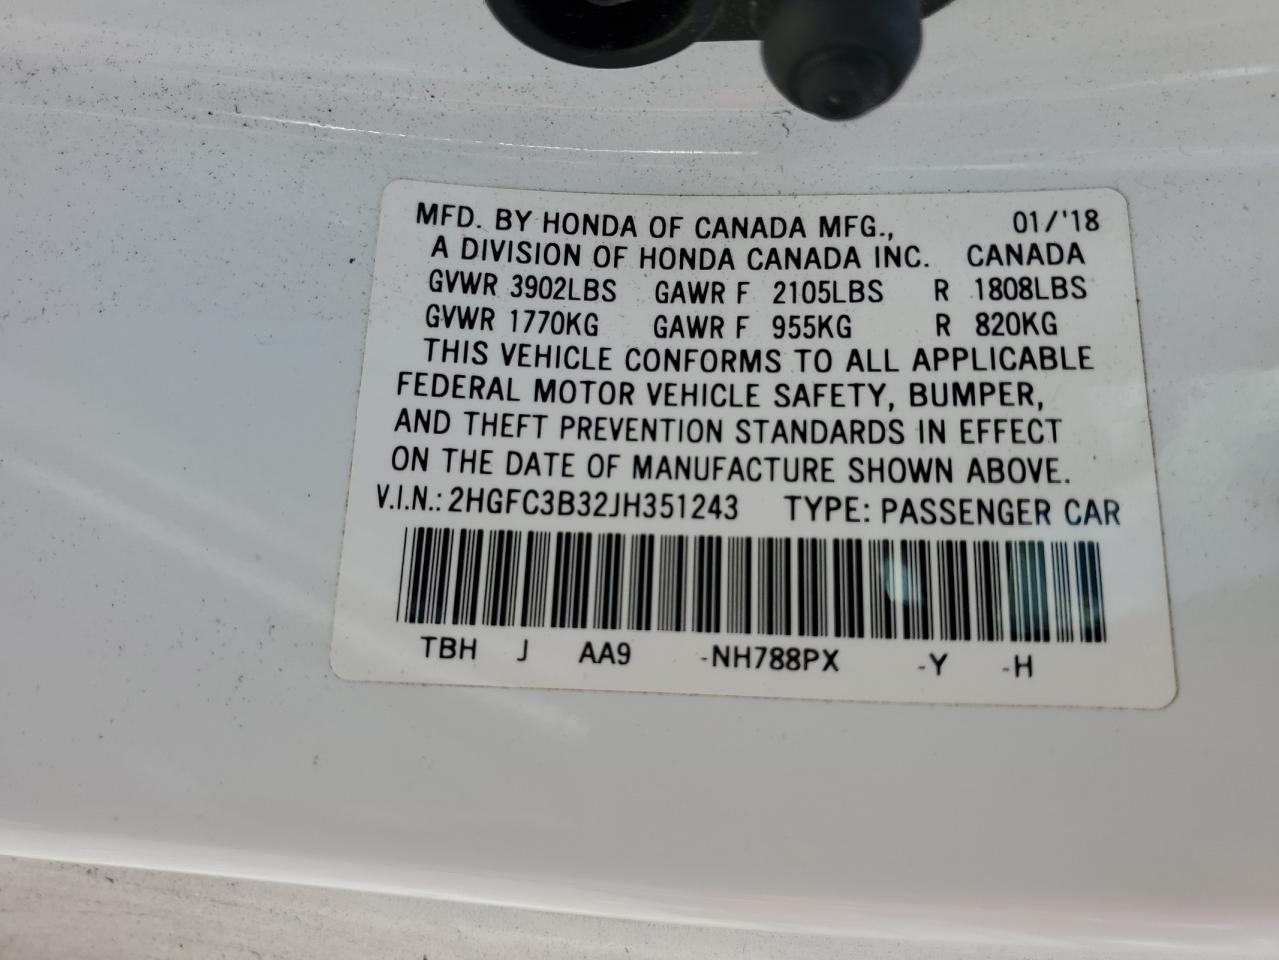 MFD. BY HONDA OF CANADA MFG., 01/'18
A DIVISION OF HONDA CANADA INC. CANADA
GVWR 3902LBS GAWR F 2105LBS R 1808LBS
GVWR 1770KG GAWR F 955KG R 820KG
THIS VEHICLE CONFORMS TO ALL APPLICABLE
FEDERAL MOTOR VEHICLE SAFETY, BUMPER,
AND THEFT PREVENTION STANDARDS IN EFFECT
ON THE DATE OF MANUFACTURE SHOWN ABOVE.
V.I.N.: 2HGFC3B32JH351243 TYPE: PASSENGER CAR
TBH J AA9 -NH788PX -Y -H